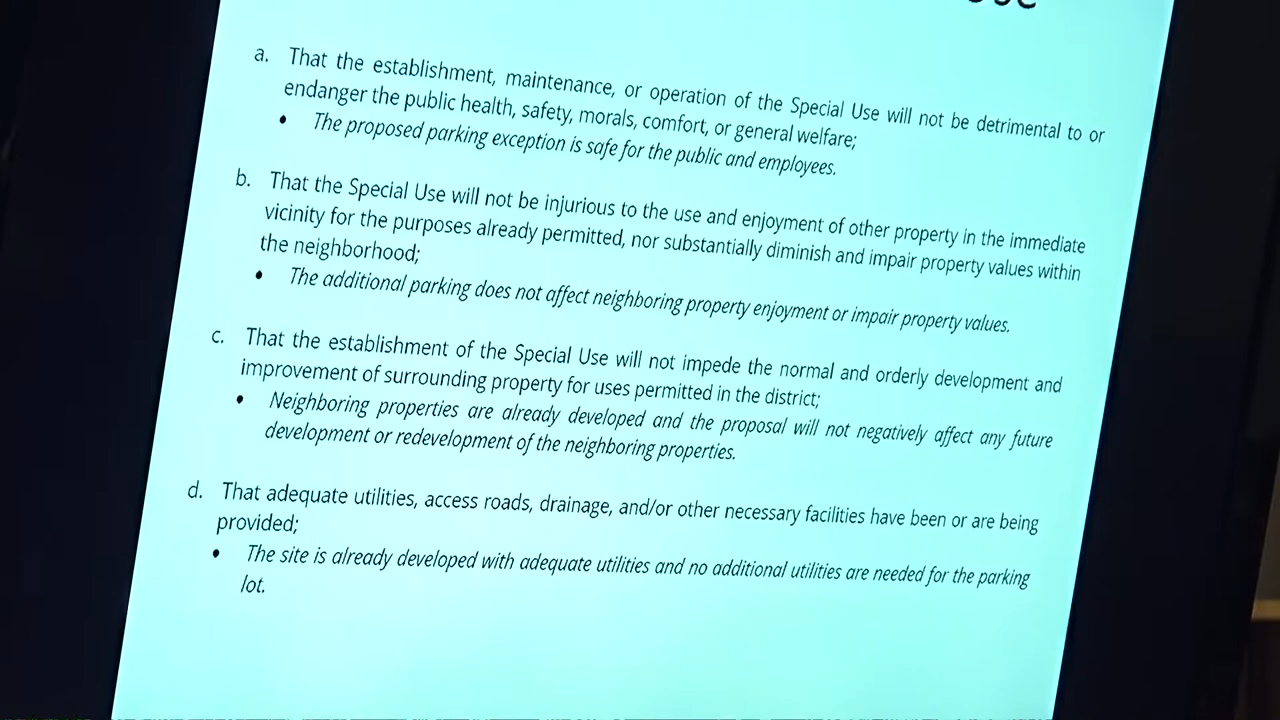 a. That the establishment, maintenance, or operation of the Special Use will not be detrimental to or
endanger the public health, safety, morals, comfort, or general welfare;
• The proposed parking exception is safe for the public and employees.
b. That the Special Use will not be injurious to the use and enjoyment of other property in the immediate
vicinity for the purposes already permitted, nor substantially diminish and impair property values within
the neighborhood;
• The additional parking does not affect neighboring property enjoyment or impair property values.
c. That the establishment of the Special Use will not impede the normal and orderly development and
improvement of surrounding property for uses permitted in the district;
• Neighboring properties are already developed and the proposal will not negatively affect any future
development or redevelopment of the neighboring properties.
d. That adequate utilities, access roads, drainage, and/or other necessary facilities have been or are being
provided;
• The site is already developed with adequate utilities and no additional utilities are needed for the parking
lot.